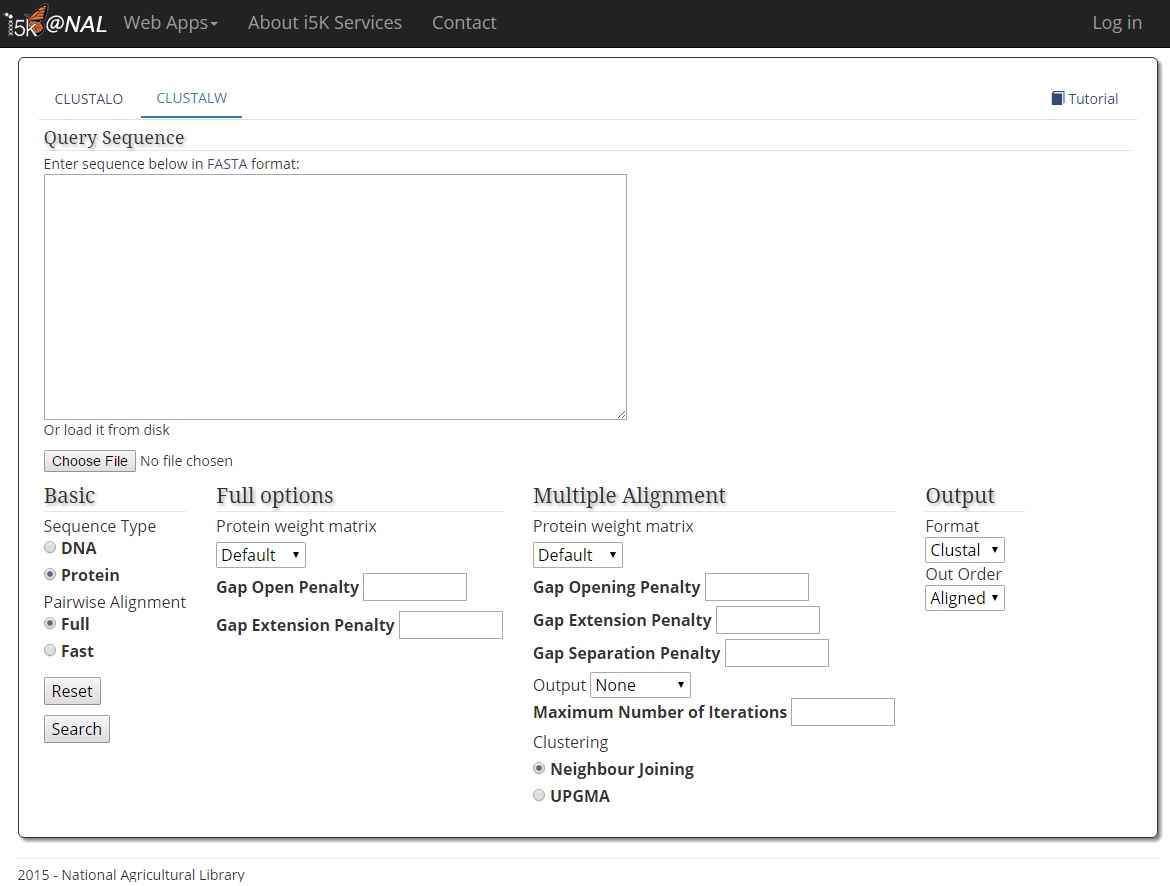 i5k@NAL Web Apps About i5K Services Contact Log in
CLUSTALO CLUSTALW Tutorial
Query Sequence
Enter sequence below in FASTA format:
Or load it from disk
Choose File No file chosen
Basic
Sequence Type
DNA
Protein
Pairwise Alignment
Full
Fast
Reset
Search
Full options
Protein weight matrix
Default
Gap Open Penalty
Gap Extension Penalty
Multiple Alignment
Protein weight matrix
Default
Gap Opening Penalty
Gap Extension Penalty
Gap Separation Penalty
Output None
Maximum Number of Iterations
Clustering
Neighbour Joining
UPGMA
Output
Format
Clustal
Out Order
Aligned
2015 - National Agricultural Library